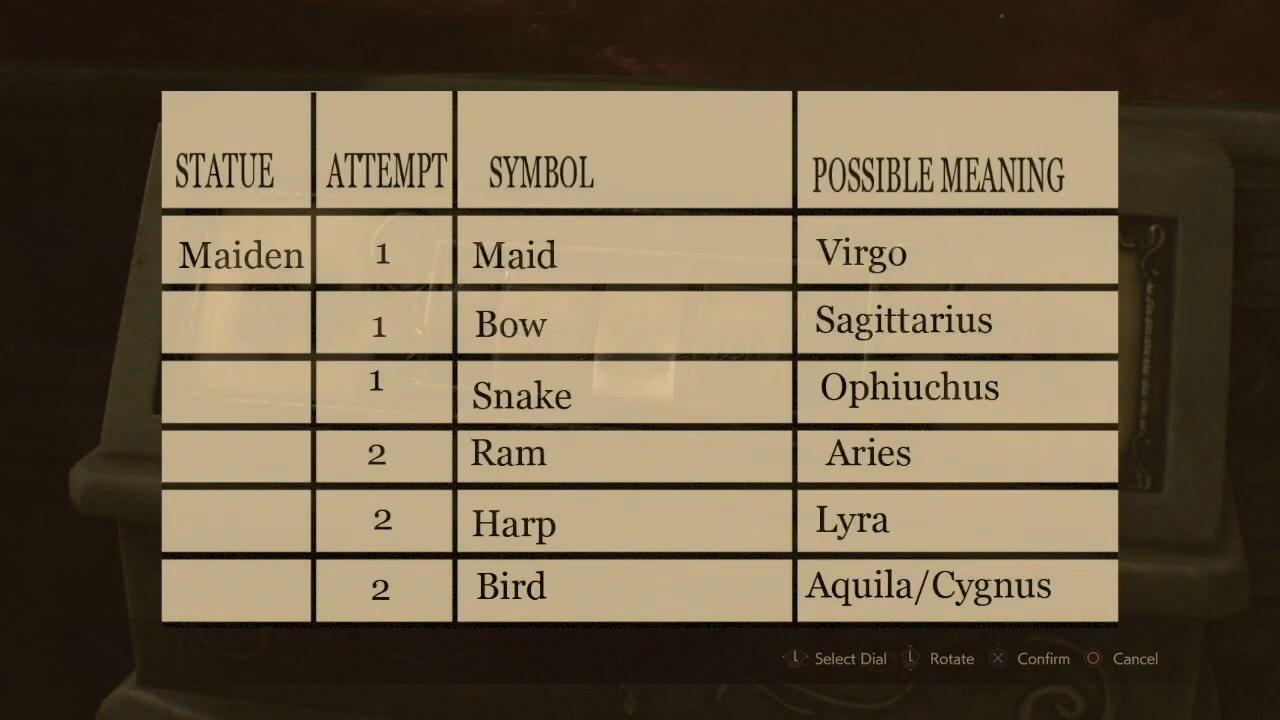 STATUE ATTEMPT SYMBOL POSSIBLE MEANING
Maiden 1 Maid Virgo
1 Bow Sagittarius
1 Snake Ophiuchus
2 Ram Aries
2 Harp Lyra
2 Bird Aquila/Cygnus
L Select Dial L Rotate Confirm Cancel